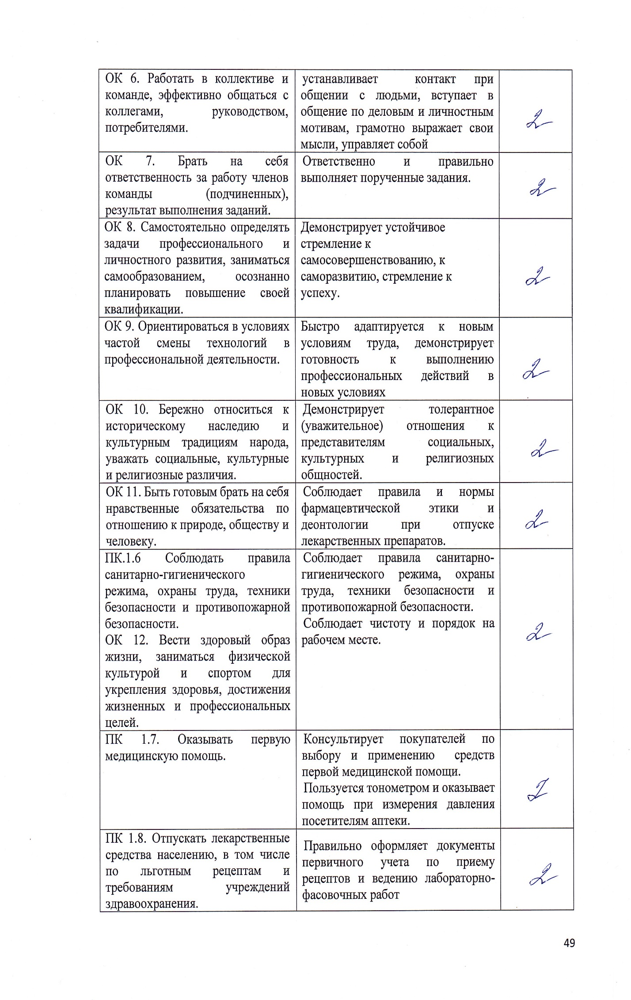 ОК 6. Работать в коллективе и
команде, эффективно общаться с
коллегами, руководством,
потребителями.
устанавливает контакт при
общении с людьми, вступает в
общение по деловым и личностным
мотивам, грамотно выражает свои
мысли, управляет собой
2
ОК 7. Брать на себя
ответственность за работу членов
команды (подчиненных),
результат выполнения заданий.
Ответственно и правильно
выполняет порученные задания.
2
ОК 8. Самостоятельно определять
задачи профессионального и
личностного развития, заниматься
самообразованием, осознанно
планировать повышение своей
квалификации.
Демонстрирует устойчивое
стремление к
самосовершенствованию, к
саморазвитию, стремление к
успеху.
2
ОК 9. Ориентироваться в условиях
частой смены технологий в
профессиональной деятельности.
Быстро адаптируется к новым
условиям труда, демонстрирует
готовность к выполнению
профессиональных действий в
новых условиях
2
ОК 10. Бережно относиться к
историческому наследию и
культурным традициям народа,
уважать социальные, культурные
и религиозные различия.
Демонстрирует толерантное
(уважительное) отношения к
представителям социальных,
культурных и религиозных
общностей.
2
ОК 11. Быть готовым брать на себя
нравственные обязательства по
отношению к природе, обществу и
человеку.
Соблюдает правила и нормы
фармацевтической этики и
деонтологии при отпуске
лекарственных препаратов.
2
ПК.1.6 Соблюдать правила
санитарно-гигиенического
режима, охраны труда, техники
безопасности и противопожарной
безопасности.
ОК 12. Вести здоровый образ
жизни, заниматься физической
культурой и спортом для
укрепления здоровья, достижения
жизненных и профессиональных
целей.
Соблюдает правила санитарно-
гигиенического режима, охраны
труда, техники безопасности и
противопожарной безопасности.
Соблюдает чистоту и порядок на
рабочем месте.
2
ПК 1.7. Оказывать первую
медицинскую помощь.
Консультирует покупателей по
выбору и применению средств
первой медицинской помощи.
Пользуется тонометром и оказывает
помощь при измерения давления
посетителям аптеки.
ПК 1.8. Отпускать лекарственные
средства населению, в том числе
по льготным рецептам и
требованиям учреждений
здравоохранения.
Правильно оформляет документы
первичного учета по приему
рецептов и ведению лабораторно-
фасовочных работ
2
49